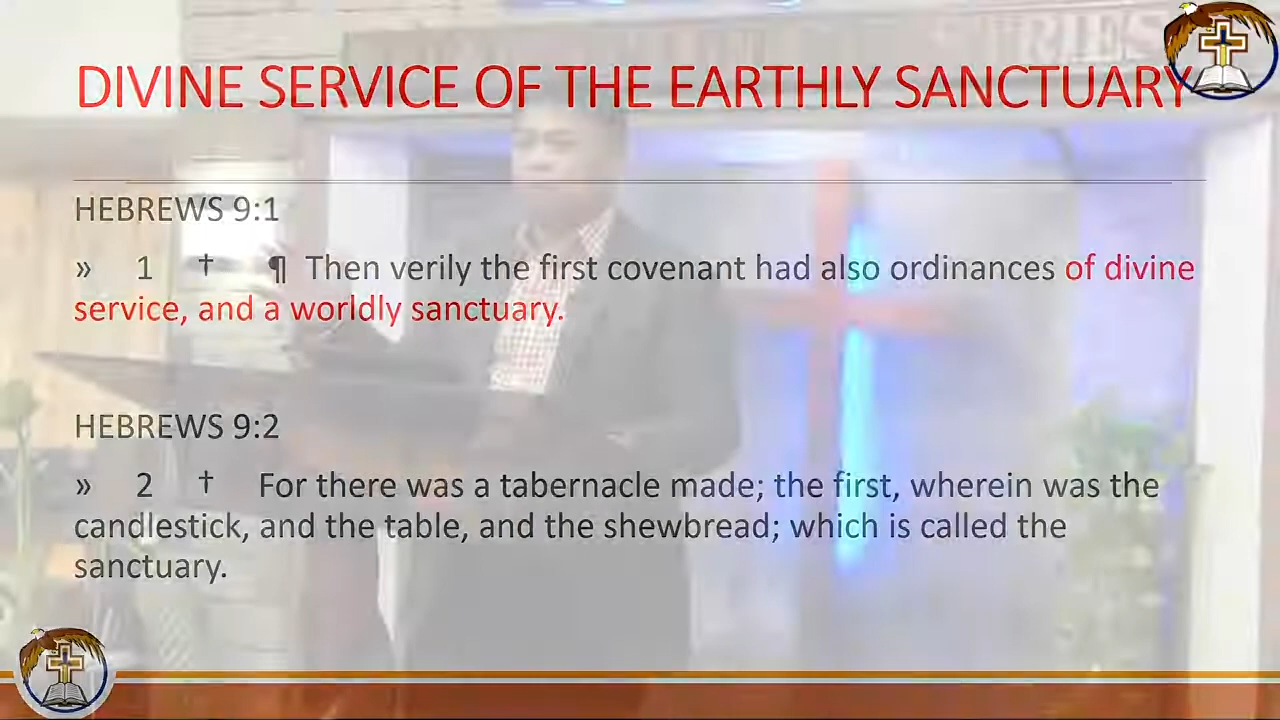 RIES
DIVINE SERVICE OF THE EARTHLY SANCTUARY
HEBREWS 9:1
» 1 † ¶ Then verily the first covenant had also ordinances of divine
service, and a worldly sanctuary.
HEBREWS 9:2
» 2 † For there was a tabernacle made; the first, wherein was the
candlestick, and the table, and the shewbread; which is called the
sanctuary.